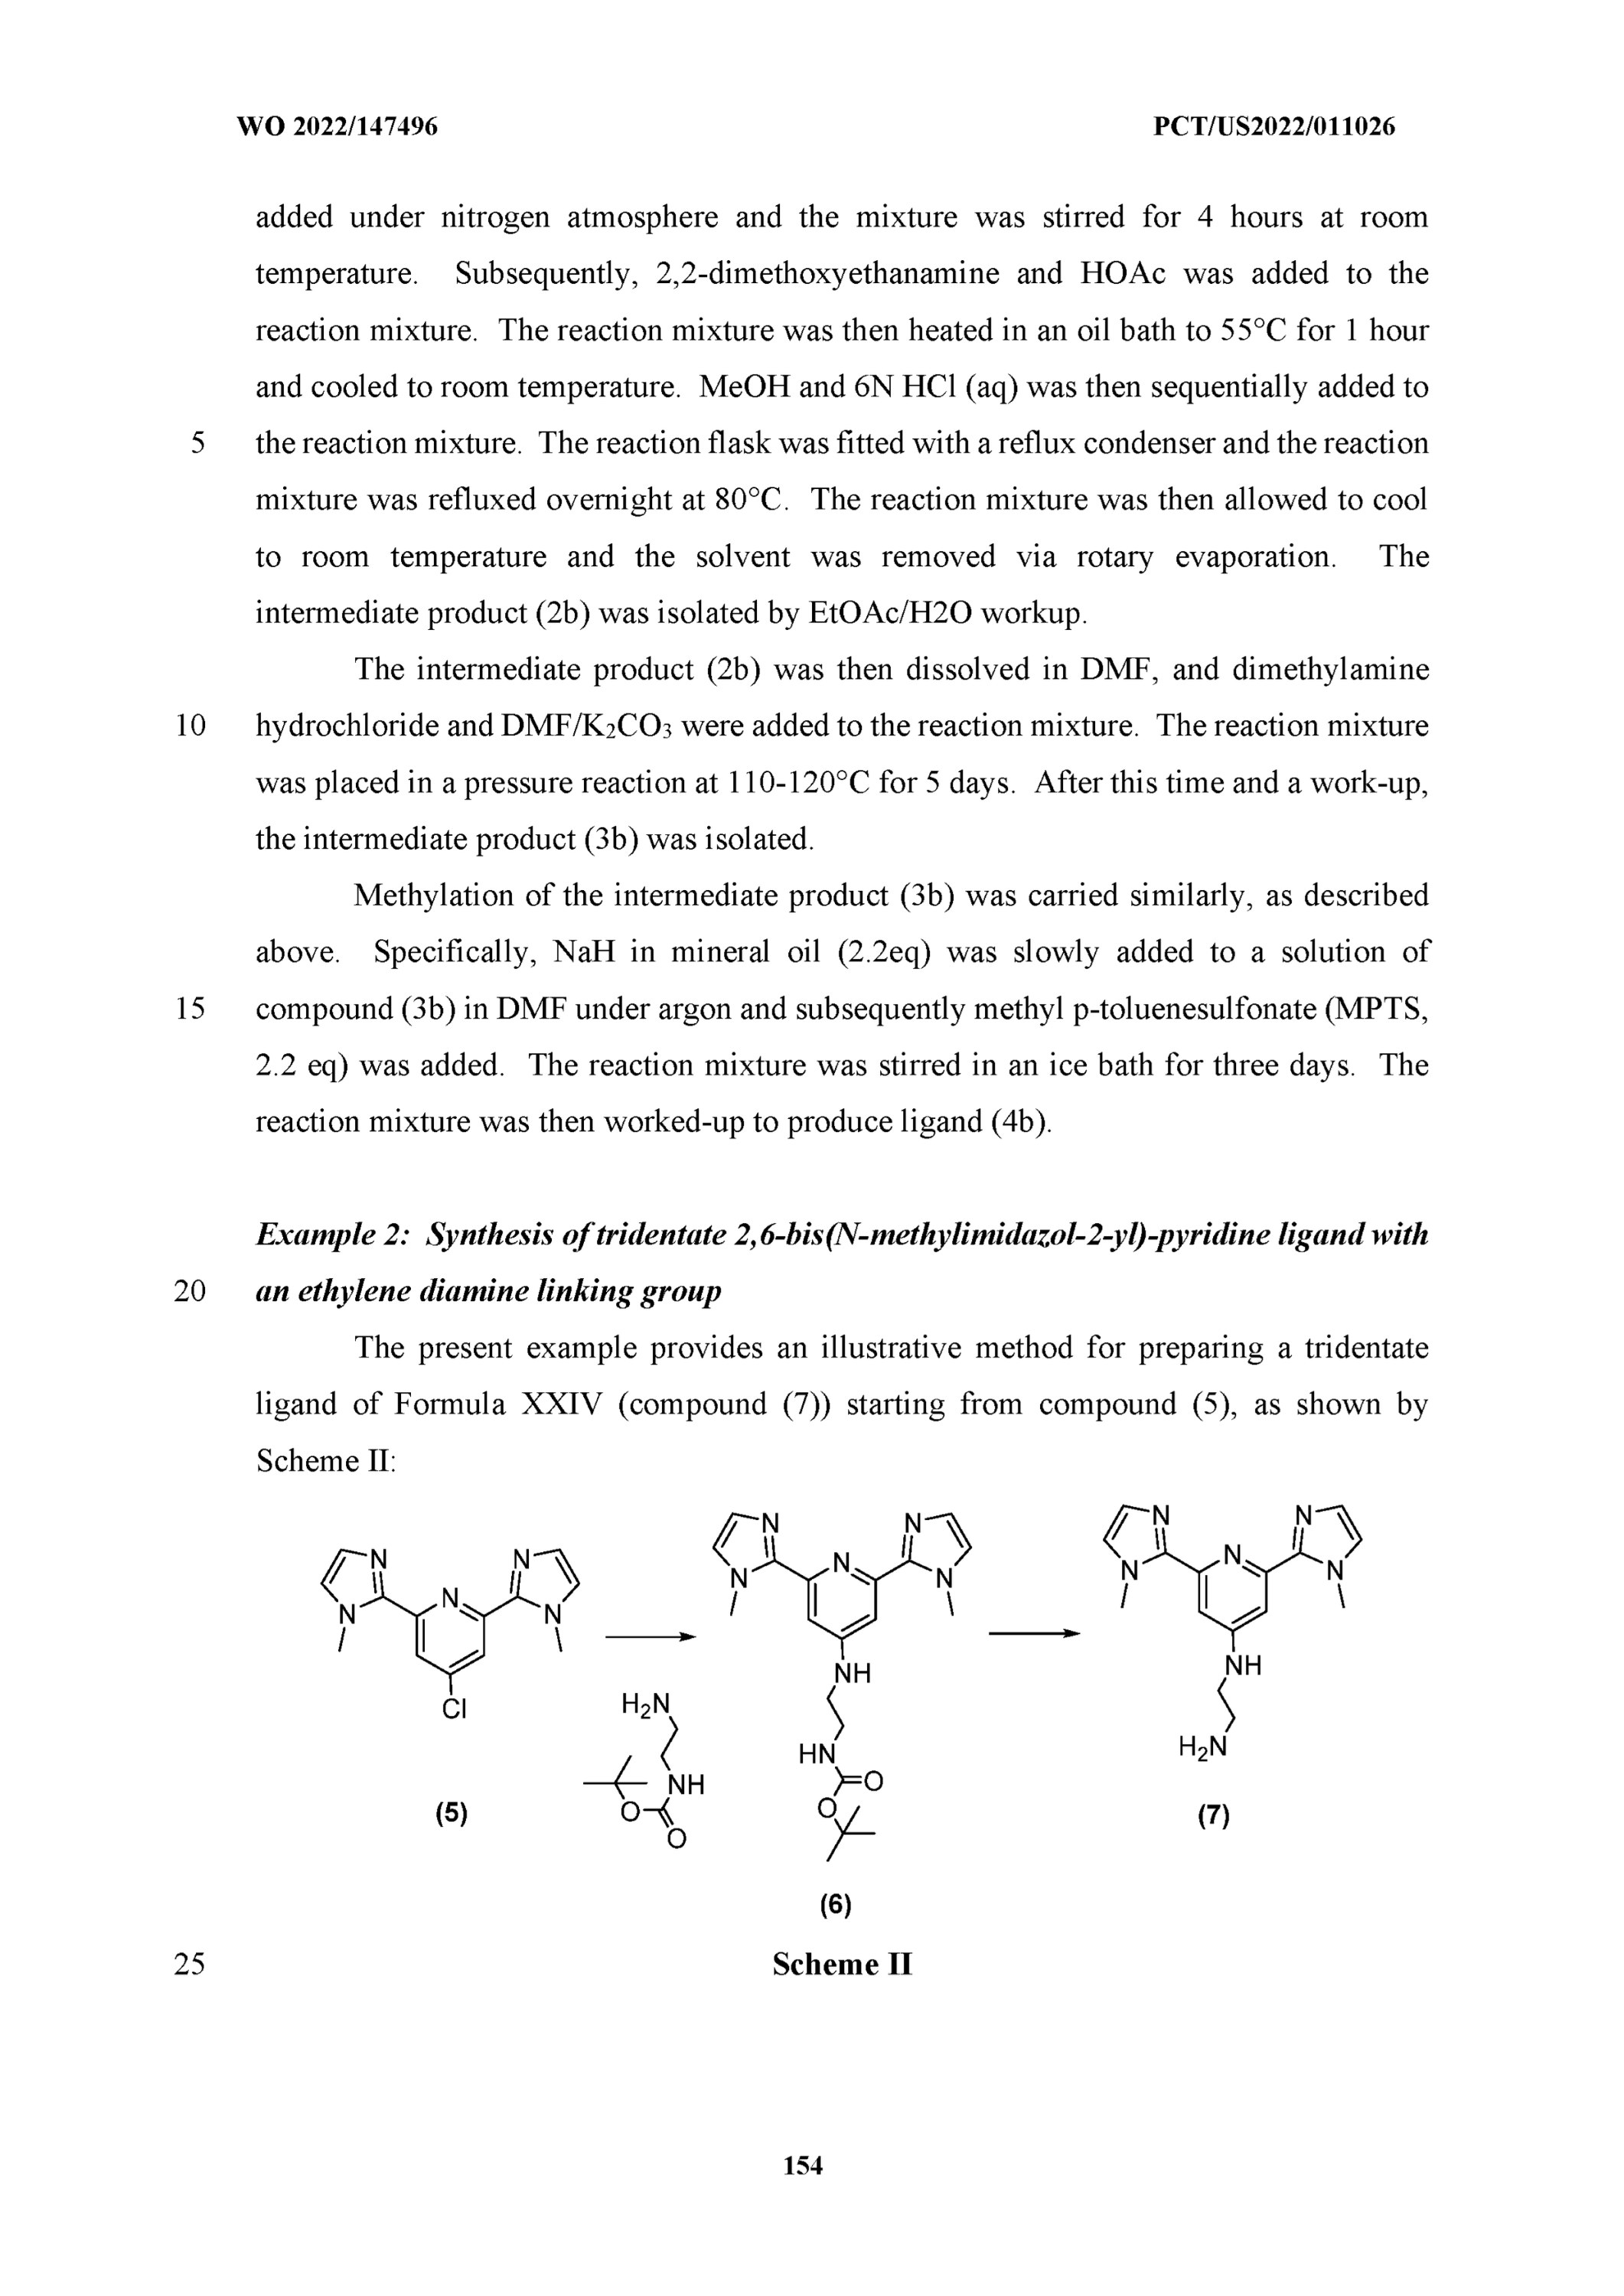 WO 2022/147496 PCT/US2022/011026
added under nitrogen atmosphere and the mixture was stirred for 4 hours at room
temperature. Subsequently, 2,2-dimethoxyethanamine and HOAc was added to the
reaction mixture. The reaction mixture was then heated in an oil bath to 55°C for 1 hour
and cooled to room temperature. MeOH and 6N HCl (aq) was then sequentially added to
5 the reaction mixture. The reaction flask was fitted with a reflux condenser and the reaction
mixture was refluxed overnight at 80°C. The reaction mixture was then allowed to cool
to room temperature and the solvent was removed via rotary evaporation. The
intermediate product (2b) was isolated by EtOAc/H2O workup.
The intermediate product (2b) was then dissolved in DMF, and dimethylamine
10 hydrochloride and DMF/K₂CO₃ were added to the reaction mixture. The reaction mixture
was placed in a pressure reaction at 110-120°C for 5 days. After this time and a work-up,
the intermediate product (3b) was isolated.
Methylation of the intermediate product (3b) was carried similarly, as described
above. Specifically, NaH in mineral oil (2.2eq) was slowly added to a solution of
15 compound (3b) in DMF under argon and subsequently methyl p-toluenesulfonate (MPTS,
2.2 eq) was added. The reaction mixture was stirred in an ice bath for three days. The
reaction mixture was then worked-up to produce ligand (4b).
Example 2: Synthesis of tridentate 2,6-bis(N-methylimidazol-2-yl)-pyridine ligand with
20 an ethylene diamine linking group
The present example provides an illustrative method for preparing a tridentate
ligand of Formula XXIV (compound (7)) starting from compound (5), as shown by
Scheme II:
N N N N N
Cl
(5)
H₂N
NH
O
O
N N N N N
NH
HN
O
O
(6)
N N N N N
NH
H₂N
(7)
25 Scheme II
154